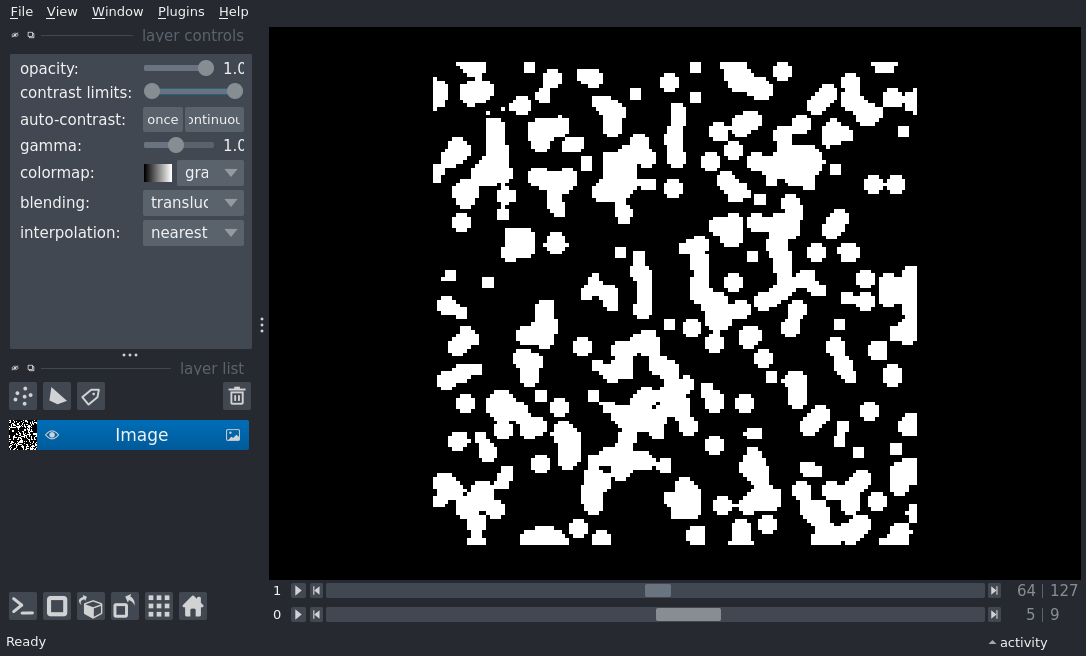 File View Window Plugins Help
layer controls
opacity: 1.0
contrast limits:
auto-contrast: once ontinuou
gamma: 1.0
colormap: gra
blending: transluc
interpolation: nearest
layer list
Image
1 64 127
0 5 9
Ready activity